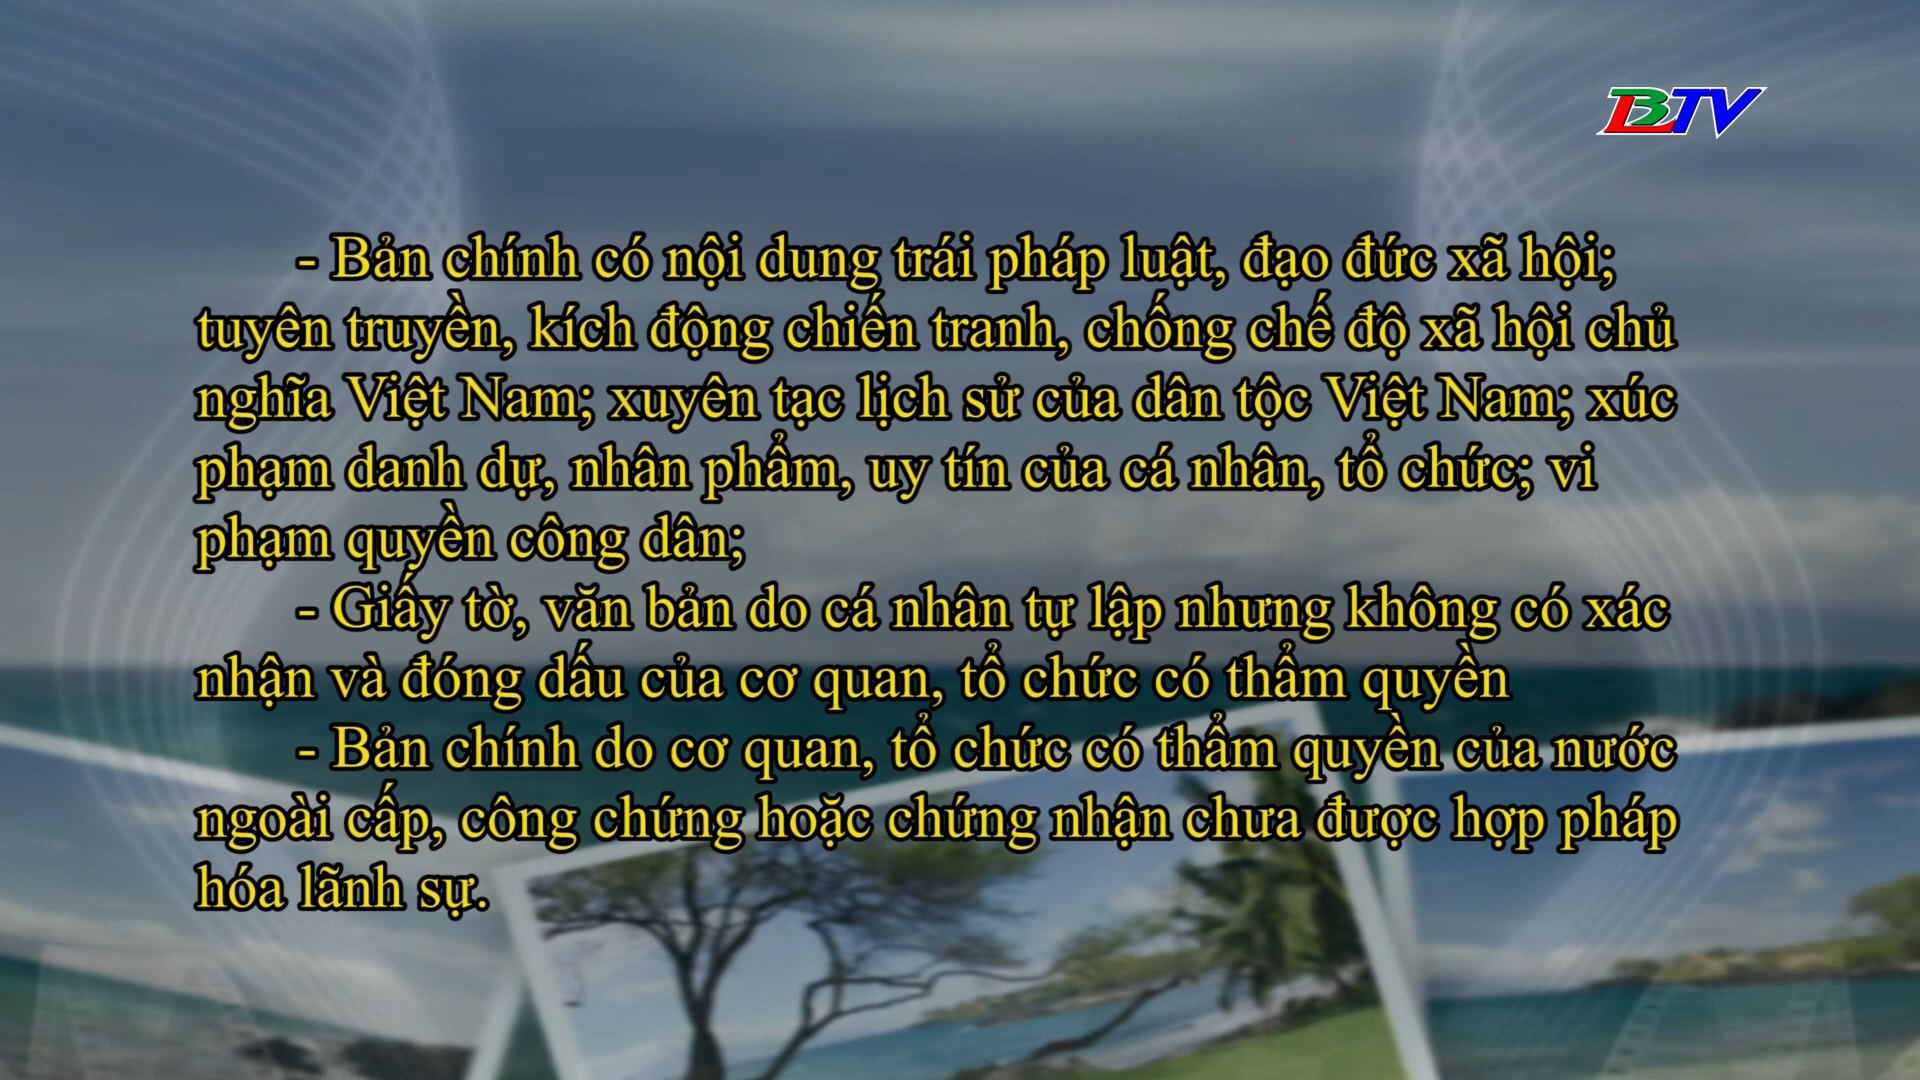 BTV
- Bản chính có nội dung trái pháp luật, đạo đức xã hội;
tuyên truyền, kích động chiến tranh, chống chế độ xã hội chủ
nghĩa Việt Nam; xuyên tạc lịch sử của dân tộc Việt Nam; xúc
phạm danh dự, nhân phẩm, uy tín của cá nhân, tổ chức; vi
phạm quyền công dân;
- Giấy tờ, văn bản do cá nhân tự lập nhưng không có xác
nhận và đóng dấu của cơ quan, tổ chức có thẩm quyền
- Bản chính do cơ quan, tổ chức có thẩm quyền của nước
ngoài cấp, công chứng hoặc chứng nhận chưa được hợp pháp
hóa lãnh sự.